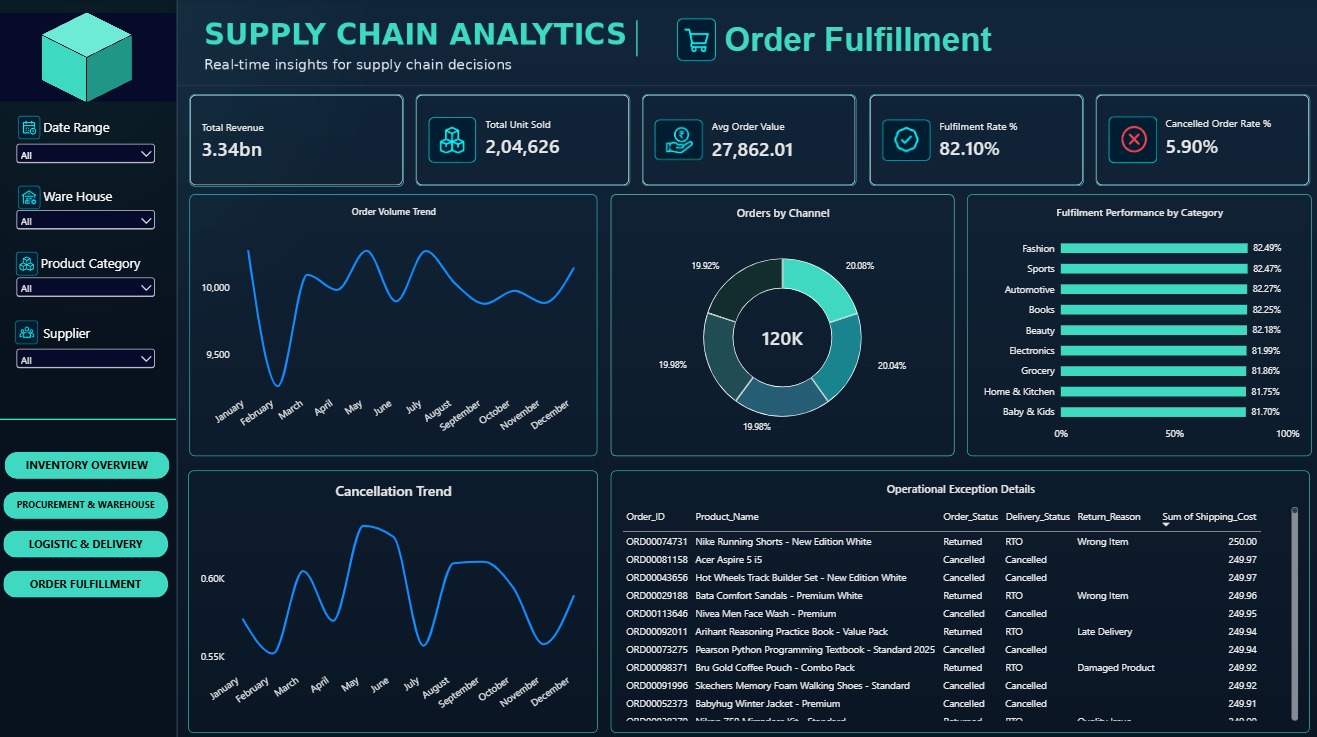 SUPPLY CHAIN ANALYTICS
Real-time insights for supply chain decisions
Order Fulfillment
Date Range
All
Ware House
All
Product Category
All
Supplier
All
INVENTORY OVERVIEW
PROCUREMENT & WAREHOUSE
LOGISTIC & DELIVERY
ORDER FULFILLMENT
Total Revenue
3.34bn
Total Unit Sold
2,04,626
Avg Order Value
27,862.01
Fulfilment Rate %
82.10%
Cancelled Order Rate %
5.90%
Order Volume Trend
10,000
9,500
January February March April May June July August September October November December
Orders by Channel
19.92% 20.08%
120K
19.98% 20.04%
19.98%
Fulfilment Performance by Category
Fashion 82.49%
Sports 82.47%
Automotive 82.27%
Books 82.25%
Beauty 82.18%
Electronics 81.99%
Grocery 81.86%
Home & Kitchen 81.75%
Baby & Kids 81.70%
0% 50% 100%
Cancellation Trend
0.60K
0.55K
January February March April May June July August September October November December
Operational Exception Details
Order_ID Product_Name Order_Status Delivery_Status Return_Reason Sum of Shipping_Cost
ORD00074731 Nike Running Shorts - New Edition White Returned RTO Wrong Item 250.00
ORD00081158 Acer Aspire 5 i5 Cancelled Cancelled 249.97
ORD00043656 Hot Wheels Track Builder Set - New Edition White Cancelled Cancelled 249.97
ORD00029188 Bata Comfort Sandals - Premium White Returned RTO Wrong Item 249.96
ORD00113646 Nivea Men Face Wash - Premium Cancelled Cancelled 249.95
ORD00092011 Arihant Reasoning Practice Book - Value Pack Returned RTO Late Delivery 249.94
ORD00073275 Pearson Python Programming Textbook - Standard 2025 Cancelled Cancelled 249.94
ORD00098371 Bru Gold Coffee Pouch - Combo Pack Returned RTO Damaged Product 249.92
ORD00091996 Skechers Memory Foam Walking Shoes - Standard Cancelled Cancelled 249.92
ORD00052373 Babyhug Winter Jacket - Premium Cancelled Cancelled 249.91